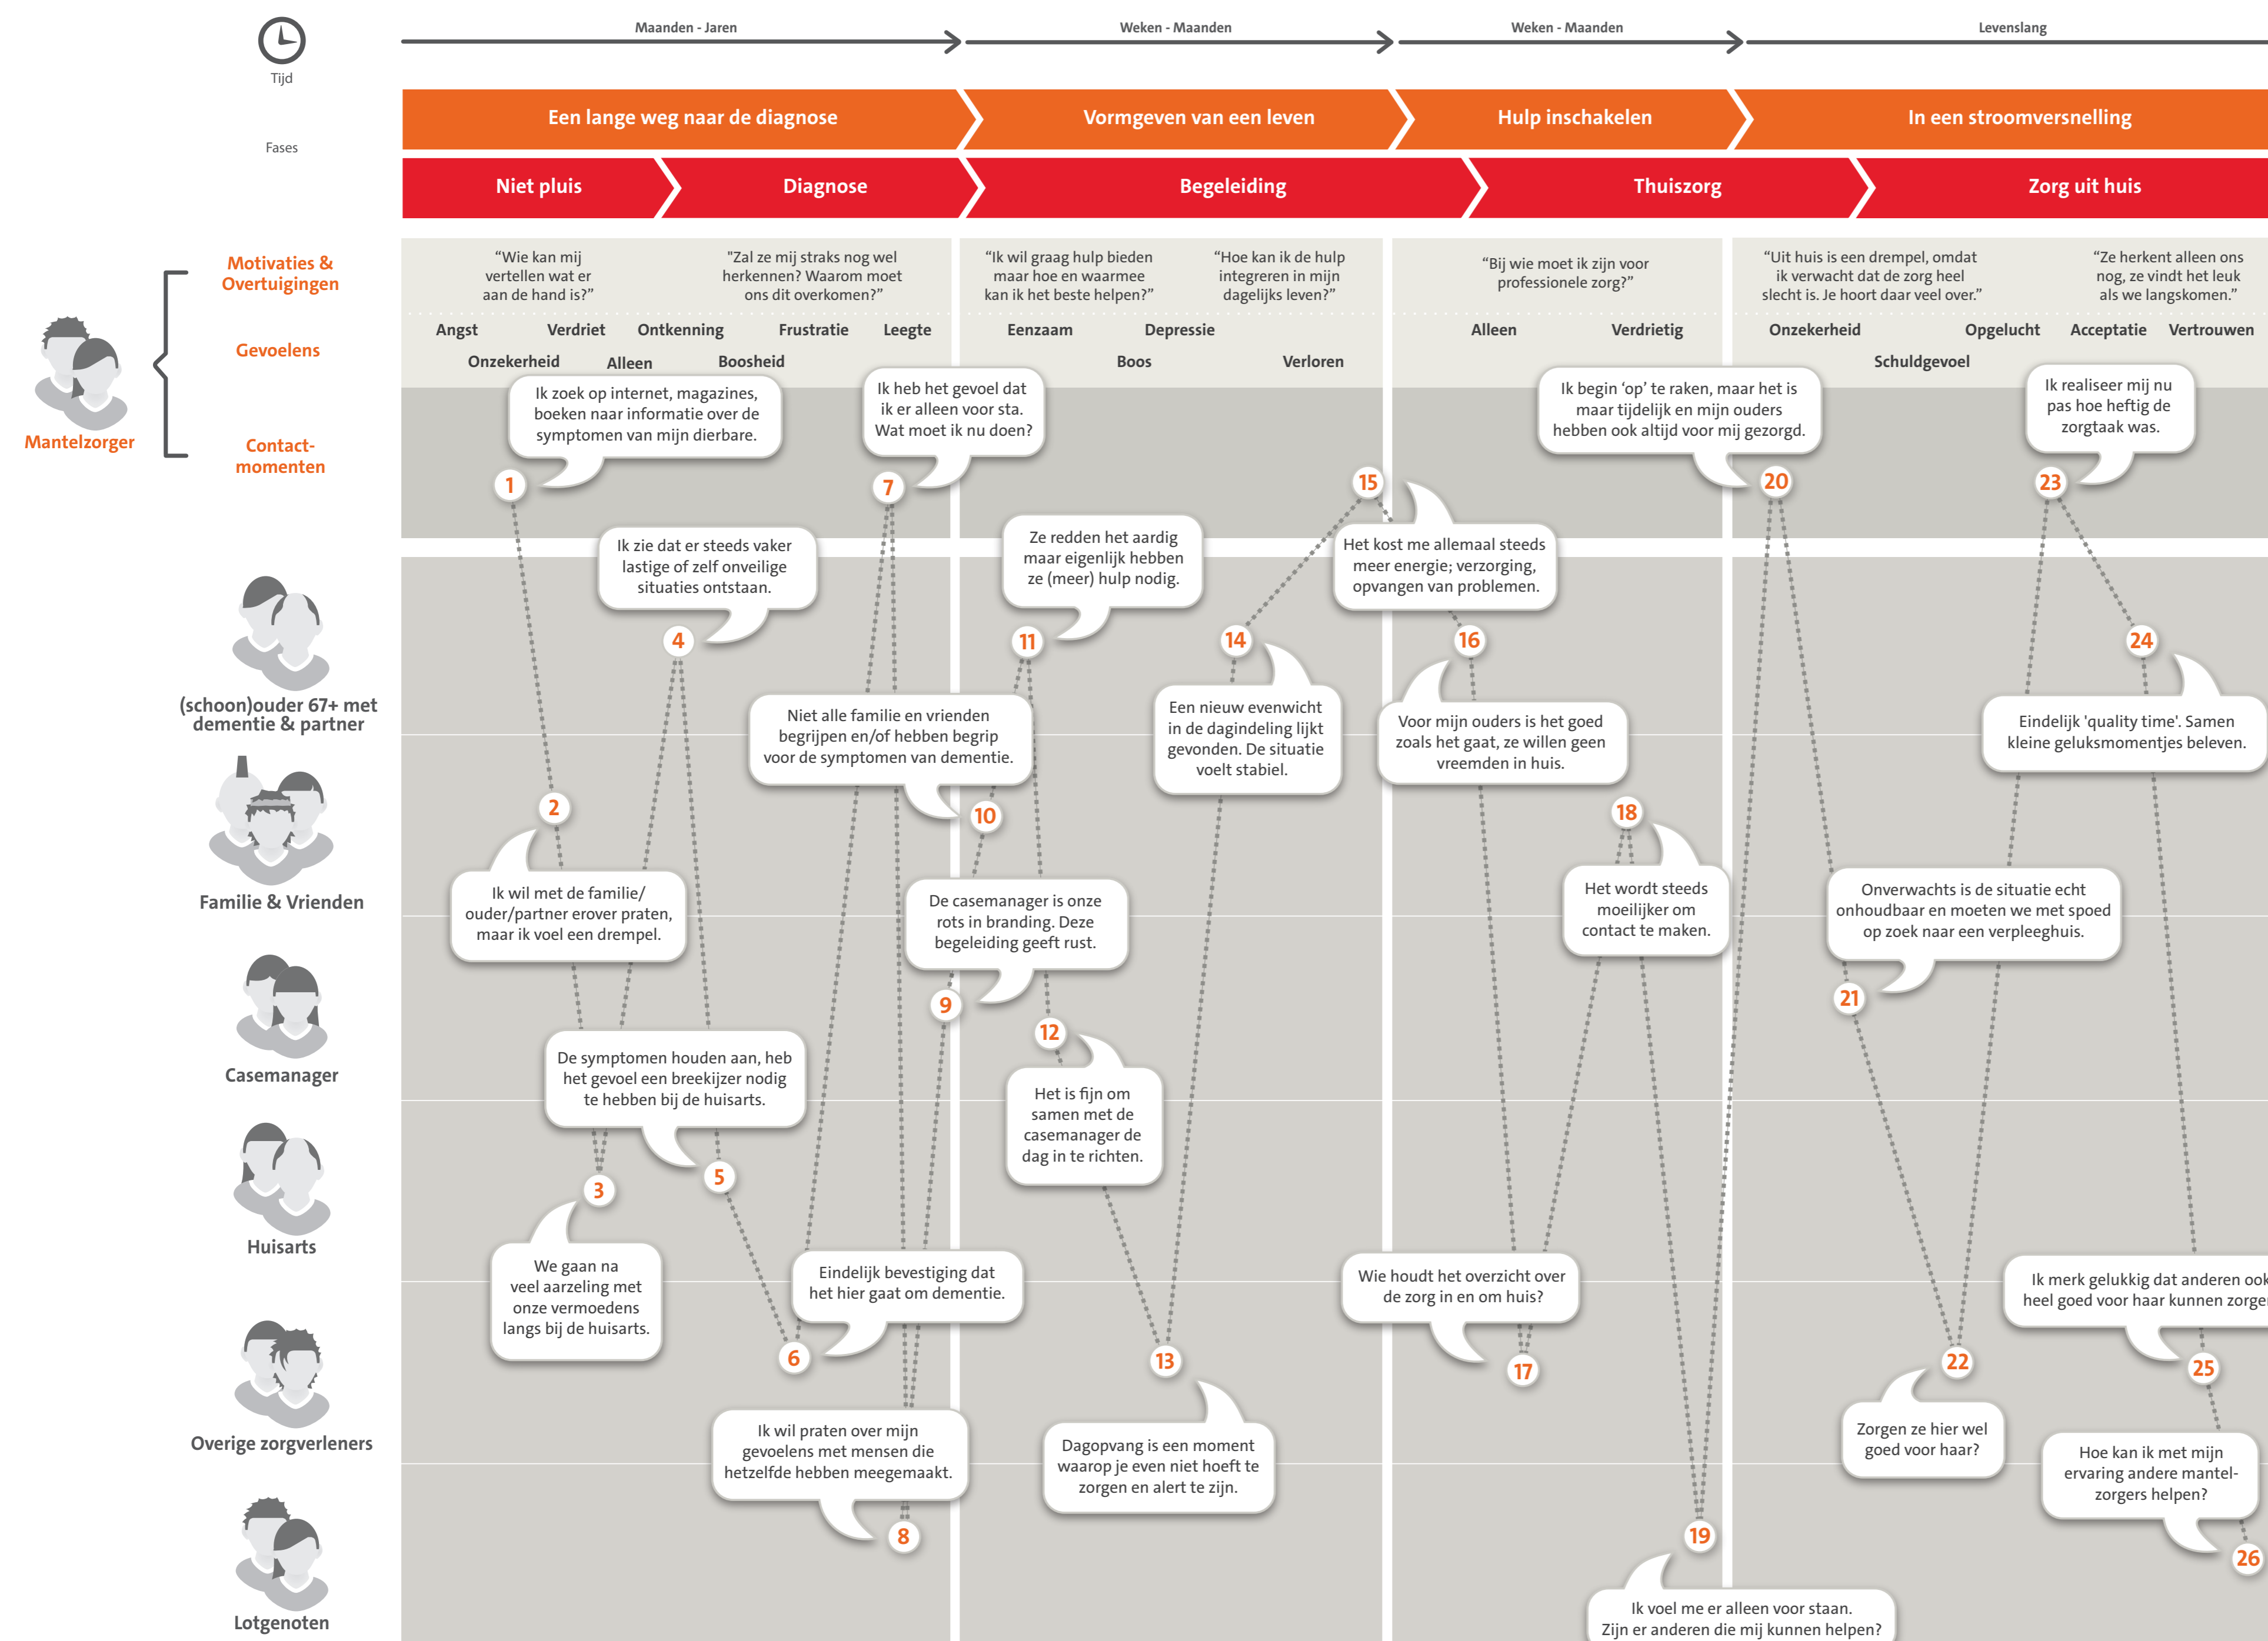 Maanden - Jaren
Weken - Maanden
Weken - Maanden
Levenslang
Tijd
Een lange weg naar de diagnose
Vormgeven van een leven
Hulp inschakelen
In een stroomversnelling
Fases
Niet pluis
Diagnose
Begeleiding
Thuiszorg
Zorg uit huis
Motivaties &
Overtuigingen
“Wie kan mij
vertellen wat er
aan de hand is?”
"Zal ze mij straks nog wel
herkennen? Waarom moet
ons dit overkomen?”
“Ik wil graag hulp bieden
maar hoe en waarmee
kan ik het beste helpen?”
“Hoe kan ik de hulp
integreren in mijn
dagelijks leven?”
“Bij wie moet ik zijn voor
professionele zorg?”
“Uit huis is een drempel, omdat
ik verwacht dat de zorg heel
slecht is. Je hoort daar veel over.”
“Ze herkent alleen ons
nog, ze vindt het leuk
als we langskomen.”
Gevoelens
Angst
Verdriet
Ontkenning
Frustratie
Leegte
Eenzaam
Depressie
Alleen
Verdrietig
Onzekerheid
Opgelucht
Acceptatie
Vertrouwen
Onzekerheid
Alleen
Boosheid
Boos
Verloren
Schuldgevoel
Mantelzorger
Contact-
momenten
Ik zoek op internet, magazines,
boeken naar informatie over de
symptomen van mijn dierbare.
1
Ik heb het gevoel dat
ik er alleen voor sta.
Wat moet ik nu doen?
7
15
Het kost me allemaal steeds
meer energie; verzorging,
opvangen van problemen.
Ik begin ‘op’ te raken, maar het is
maar tijdelijk en mijn ouders
hebben ook altijd voor mij gezorgd.
20
Ik realiseer mij nu
pas hoe heftig de
zorgtaak was.
23
(schoon)ouder 67+ met
dementie & partner
Ik zie dat er steeds vaker
lastige of zelf onveilige
situaties ontstaan.
4
Ze redden het aardig
maar eigenlijk hebben
ze (meer) hulp nodig.
11
14
Een nieuw evenwicht
in de dagindeling lijkt
gevonden. De situatie
voelt stabiel.
16
Voor mijn ouders is het goed
zoals het gaat, ze willen geen
vreemden in huis.
24
Eindelijk 'quality time'. Samen
kleine geluksmomentjes beleven.
Familie & Vrienden
2
Ik wil met de familie/
ouder/partner erover praten,
maar ik voel een drempel.
Niet alle familie en vrienden
begrijpen en/of hebben begrip
voor de symptomen van dementie.
10
18
Het wordt steeds
moeilijker om
contact te maken.
Casemanager
De casemanager is onze
rots in branding. Deze
begeleiding geeft rust.
9
12
Het is fijn om
samen met de
casemanager de
dag in te richten.
Onverwachts is de situatie echt
onhoudbaar en moeten we met spoed
op zoek naar een verpleeghuis.
21
Huisarts
3
We gaan na
veel aarzeling met
onze vermoedens
langs bij de huisarts.
De symptomen houden aan, heb
het gevoel een breekijzer nodig
te hebben bij de huisarts.
5
Overige zorgverleners
Eindelijk bevestiging dat
het hier gaat om dementie.
6
13
Dagopvang is een moment
waarop je even niet hoeft te
zorgen en alert te zijn.
Wie houdt het overzicht over
de zorg in en om huis?
17
22
Zorgen ze hier wel
goed voor haar?
Ik merk gelukkig dat anderen ook
heel goed voor haar kunnen
25
Lotgenoten
Ik wil praten over mijn
gevoelens met mensen die
hetzelfde hebben meegemaakt.
8
19
Ik voel me er alleen voor staan.
Zijn er anderen die mij kunnen helpen?
Hoe kan ik met mijn
ervaring andere mantel-
zorgers helpen?
26